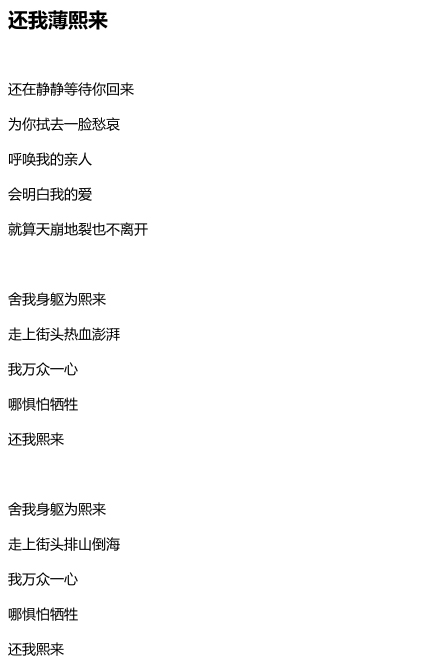 还我薄熙来
还在静静等待你回来
为你拭去一脸愁哀
呼唤我的亲人
会明白我的爱
就算天崩地裂也不离开
舍我身躯为熙来
走上街头热血澎湃
我万众一心
哪惧怕牺牲
还我熙来
舍我身躯为熙来
走上街头排山倒海
我万众一心
哪惧怕牺牲
还我熙来